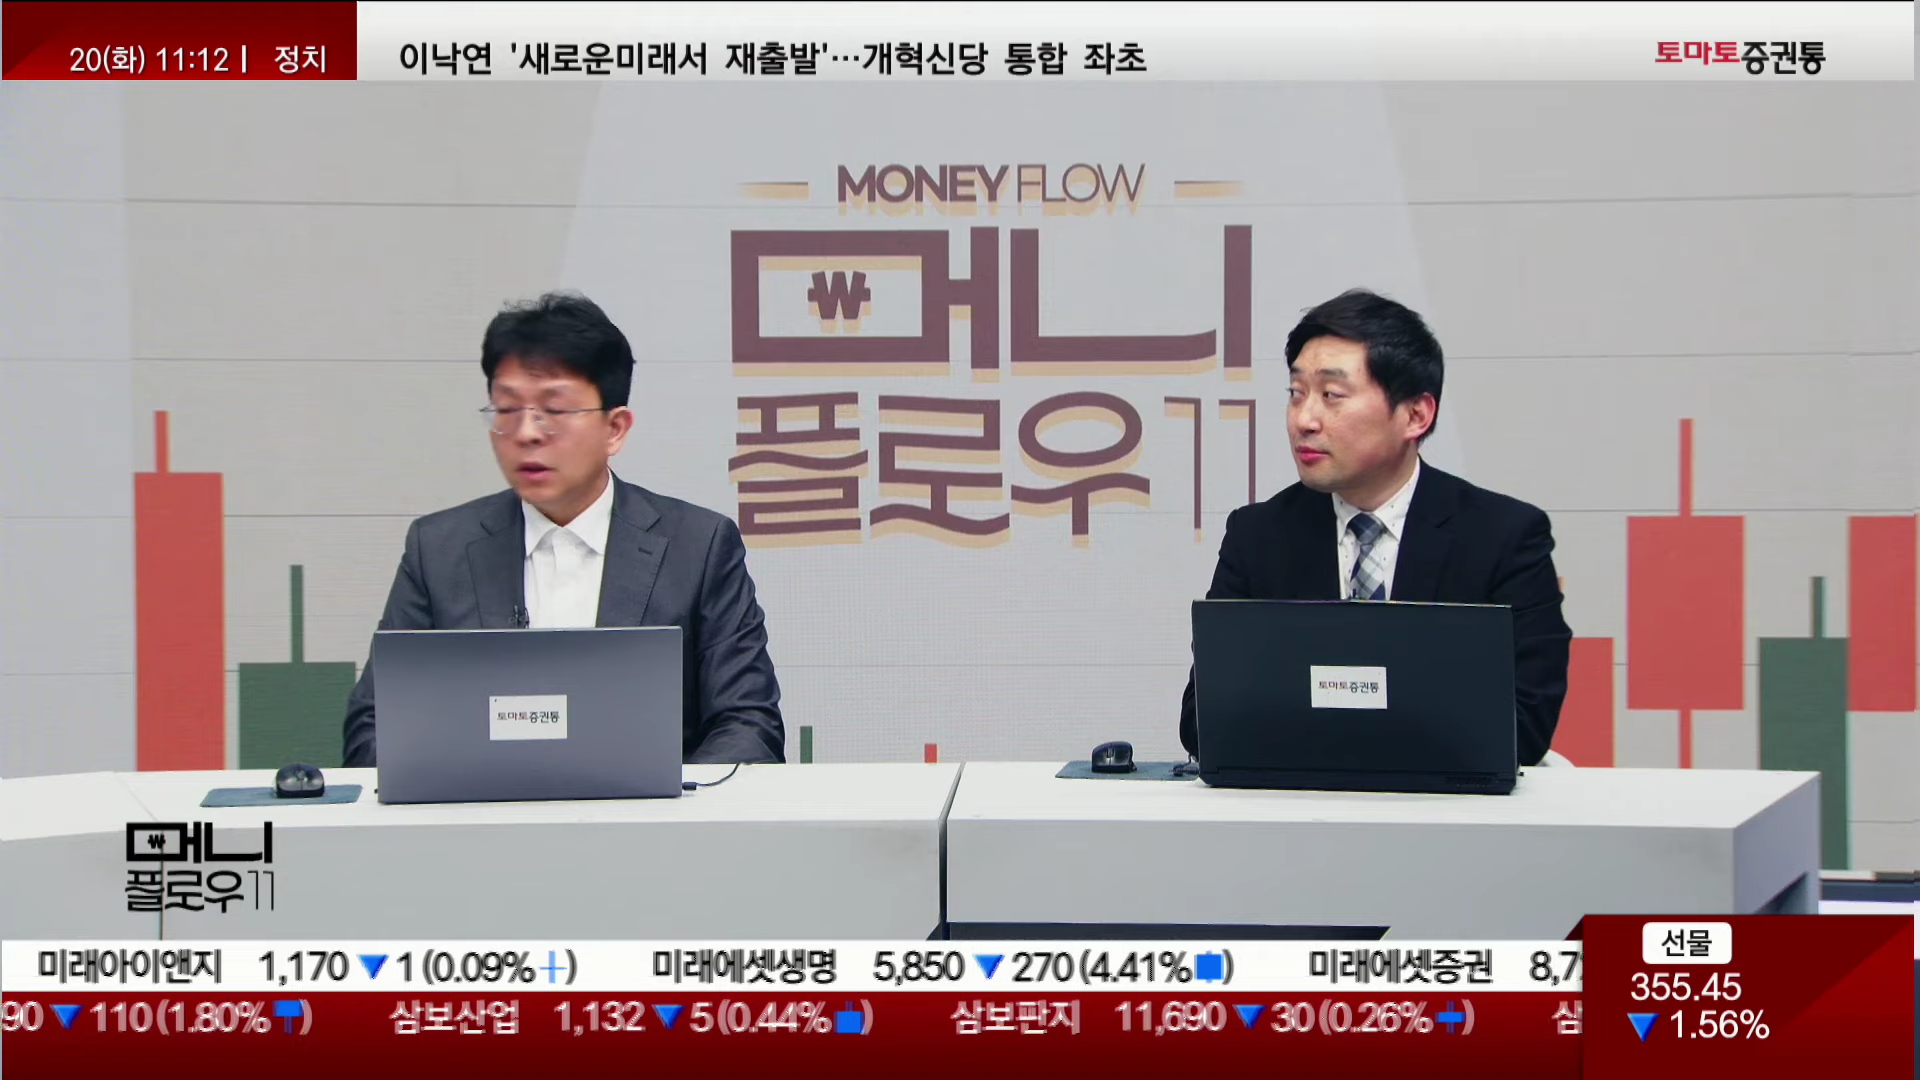 20(화) 11:12 | 정치
이낙연 '새로운미래서 재출발'…개혁신당 통합 좌초
토마토증권통
MONEY FLOW
머니
플로우11
토마토증권통
토마토증권통
머니
플로우11
미래아이앤지 1,170 ▼ 1 (0.09%) 미래에셋생명 5,850 ▼ 270 (4.41%) 미래에셋증권
90 ▼ 110 (1.80%) 삼보산업 1,132 ▼ 5 (0.44%) 삼보판지 11,690 ▼ 30 (0.26%) 삼
선물
355.45
▼ 1.56%